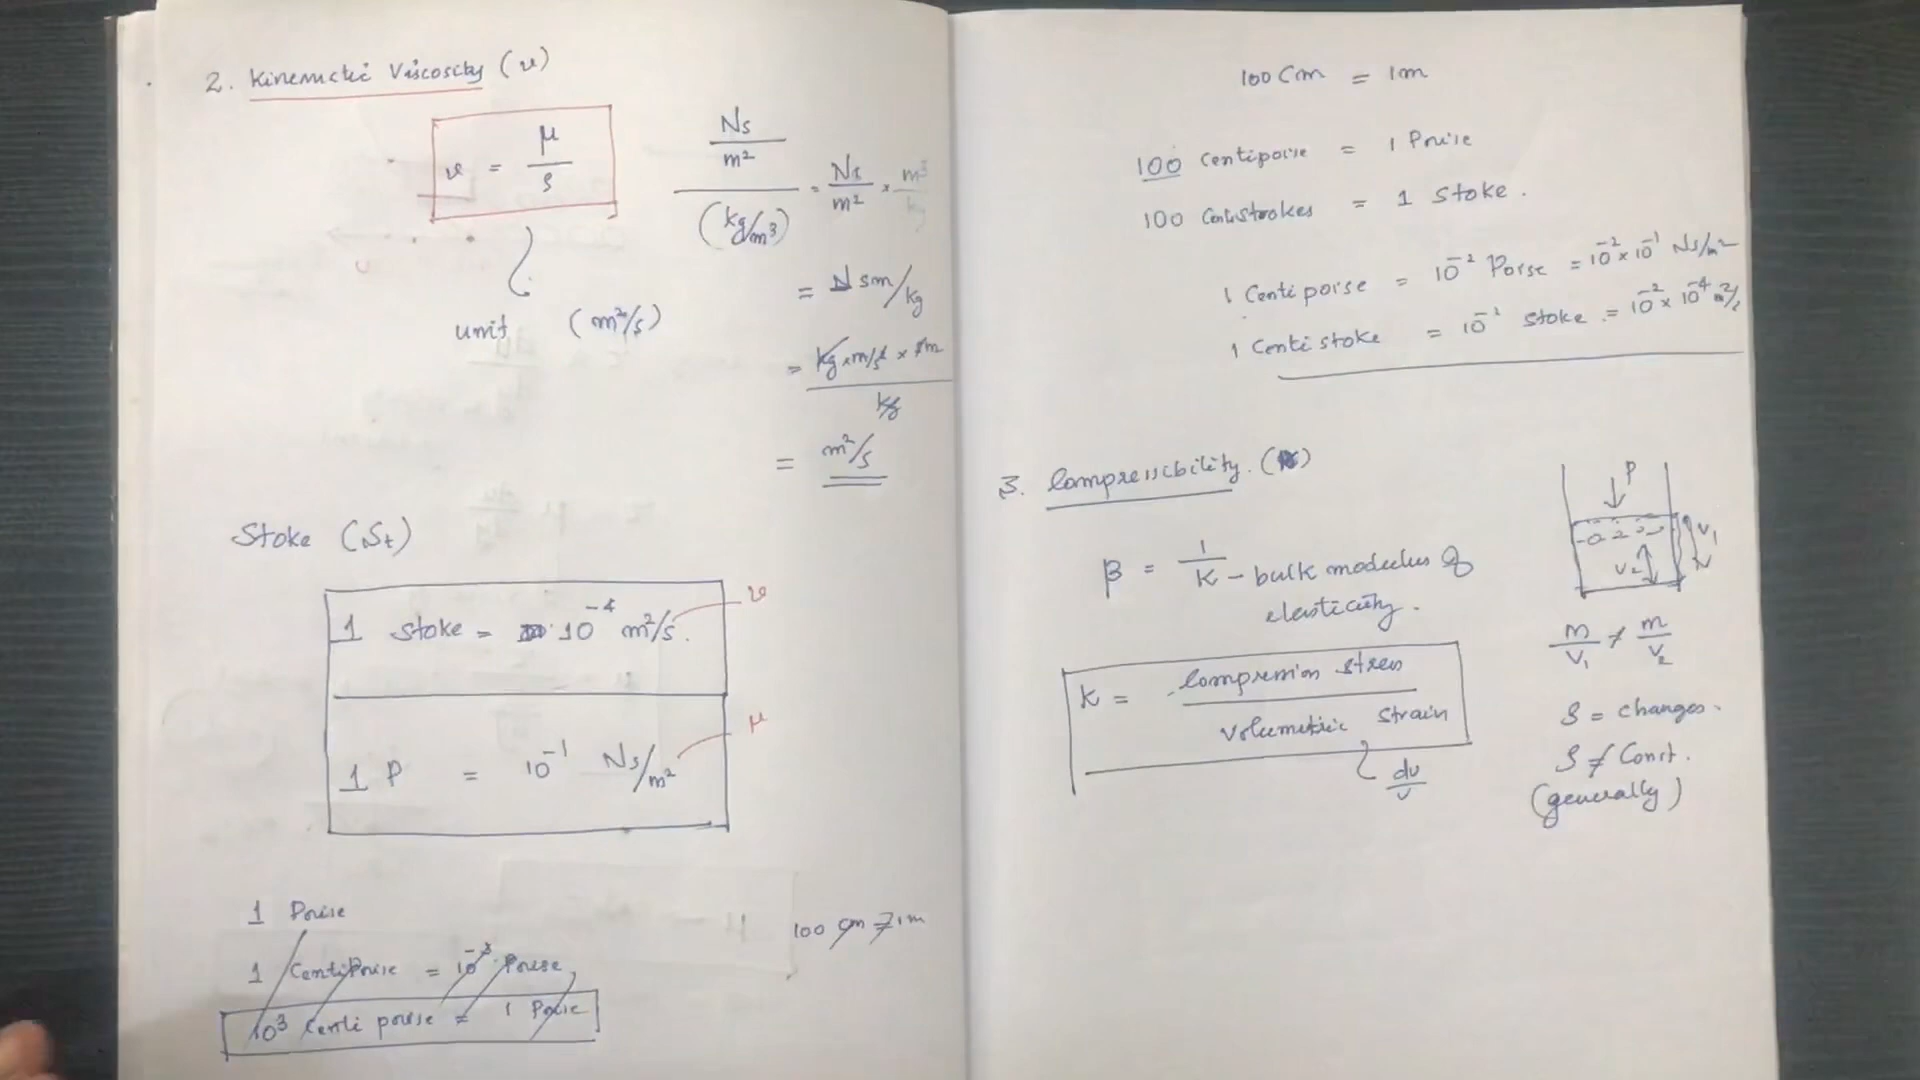 2. Kinematic Viscosity (ν)
ν = μ/ρ
unit (m²/s)
Ns/m² / (kg/m³) = Ns/m² × m³/kg
= Nsm/kg
= kg×m/s² × sm / kg
= m²/s
Stoke (St)
1 Stoke = 10⁻⁴ m²/s. ν
1 P = 10⁻¹ Ns/m² μ
1 Poise
1 CentiPoise = 10⁻³ Poise
10³ Centi poise = 1 Poise
100 cm = 1m
100 Cm = 1m
100 Centipoise = 1 Poise
100 Centistrokes = 1 Stoke.
1 Centi poise = 10⁻² Poise = 10⁻² × 10⁻¹ Ns/m²
1 Centi stoke = 10⁻² Stoke = 10⁻² × 10⁻⁴ m²/s
3. Compressibility. (K)
β = 1/K – bulk modulus of
elasticity.
K = Compression stress / Volumetric Strain
dv/v
P
V₁
V₂
m/V₁ ≠ m/V₂
ρ = changes.
ρ ≠ Const.
(generally)